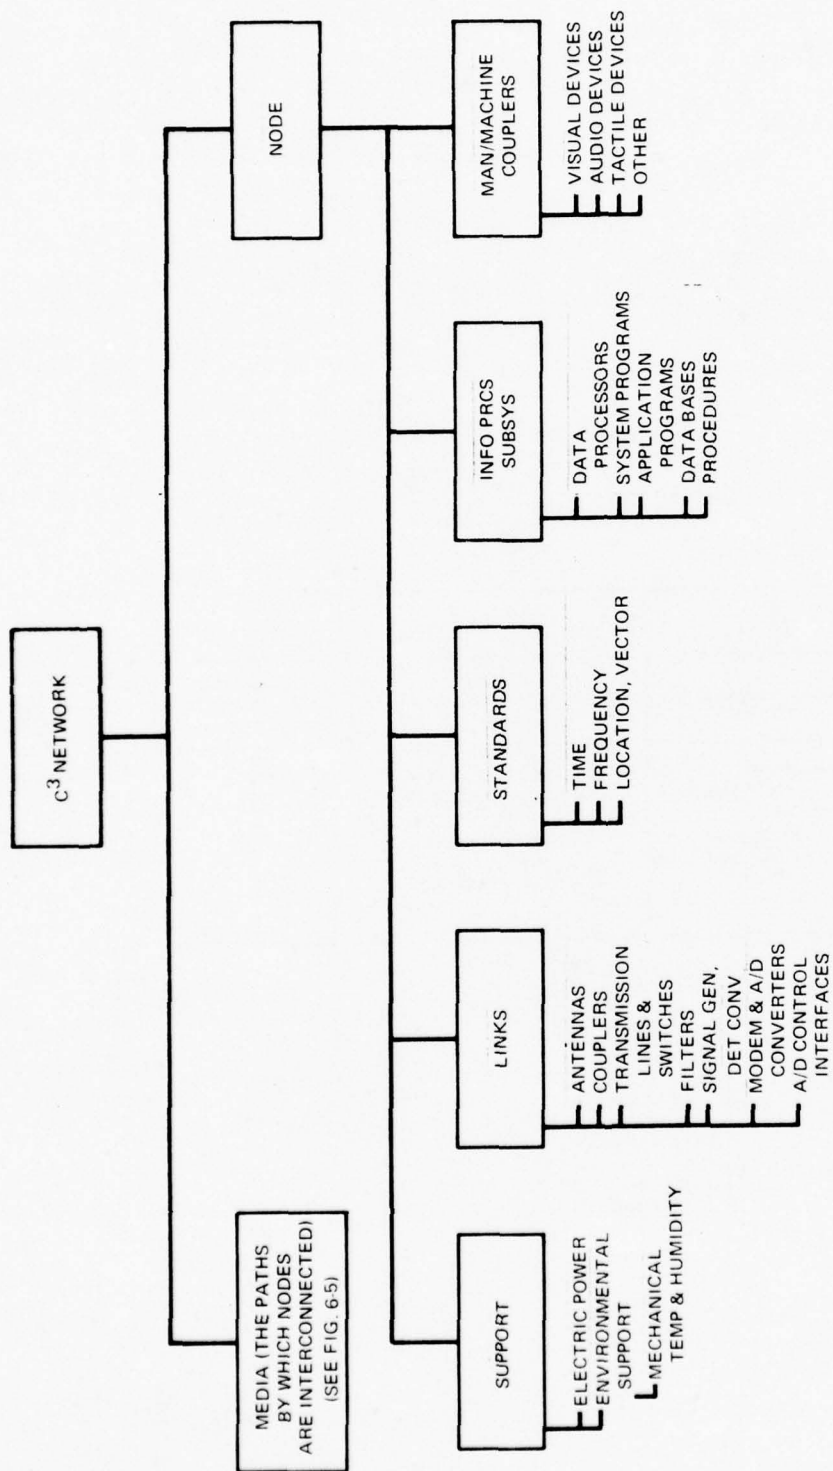 C³ NETWORK
MEDIA (THE PATHS
BY WHICH NODES
ARE INTERCONNECTED)
(SEE FIG. 6-5)
NODE
SUPPORT
ELECTRIC POWER
ENVIRONMENTAL
SUPPORT
MECHANICAL
TEMP & HUMIDITY
LINKS
ANTENNAS
COUPLERS
TRANSMISSION
LINES &
SWITCHES
FILTERS
SIGNAL GEN,
DET CONV
MODEM & A/D
CONVERTERS
A/D CONTROL
INTERFACES
STANDARDS
TIME
FREQUENCY
LOCATION, VECTOR
INFO PRCS
SUBSYS
DATA
PROCESSORS
SYSTEM PROGRAMS
APPLICATION
PROGRAMS
DATA BASES
PROCEDURES
MAN/MACHINE
COUPLERS
VISUAL DEVICES
AUDIO DEVICES
TACTILE DEVICES
OTHER